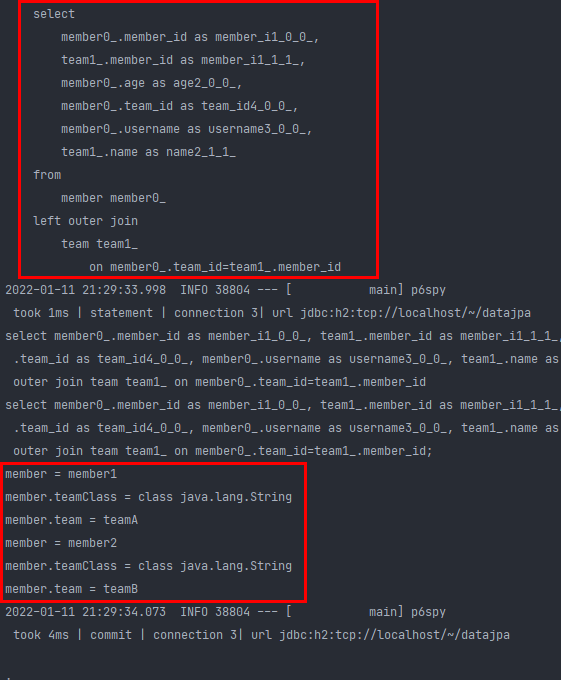 select
member0_.member_id as member_i1_0_0_,
team1_.member_id as member_i1_1_1_,
member0_.age as age2_0_0_,
member0_.team_id as team_id4_0_0_,
member0_.username as username3_0_0_,
team1_.name as name2_1_1_
from
member member0_
left outer join
team team1_
on member0_.team_id=team1_.member_id
2022-01-11 21:29:33.998 INFO 38804 --- [ main] p6spy
took 1ms | statement | connection 3| url jdbc:h2:tcp://localhost/~/datajpa
select member0_.member_id as member_i1_0_0_, team1_.member_id as member_i1_1_1_,
.team_id as team_id4_0_0_, member0_.username as username3_0_0_, team1_.name as
outer join team team1_ on member0_.team_id=team1_.member_id
select member0_.member_id as member_i1_0_0_, team1_.member_id as member_i1_1_1_,
.team_id as team_id4_0_0_, member0_.username as username3_0_0_, team1_.name as
outer join team team1_ on member0_.team_id=team1_.member_id;
member = member1
member.teamClass = class java.lang.String
member.team = teamA
member = member2
member.teamClass = class java.lang.String
member.team = teamB
2022-01-11 21:29:34.073 INFO 38804 --- [ main] p6spy
took 4ms | commit | connection 3| url jdbc:h2:tcp://localhost/~/datajpa